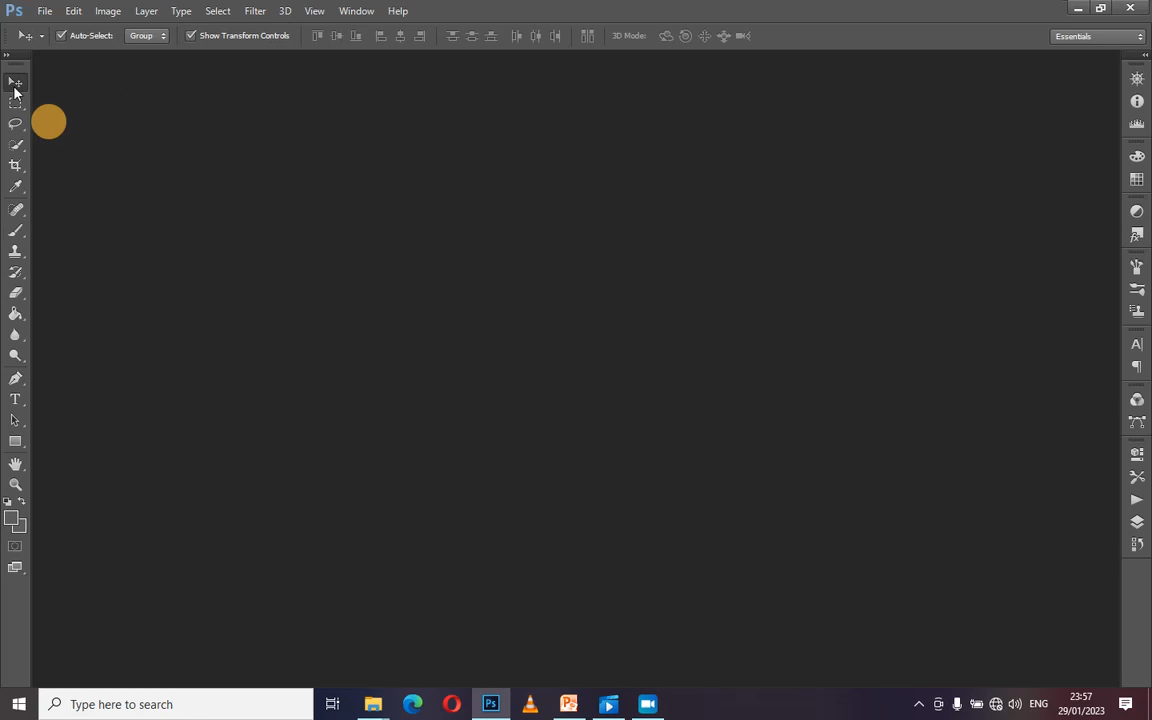 Ps File Edit Image Layer Type Select Filter 3D View Window Help
Auto-Select: Group Show Transform Controls 3D Mode: Essentials
Type here to search
Ps
ENG
23:57
29/01/2023